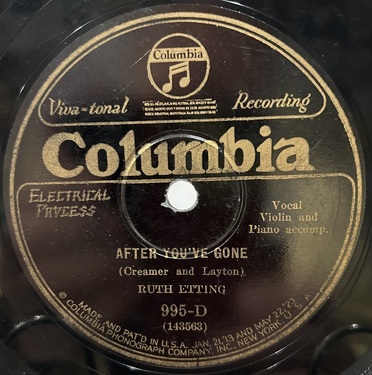 Columbia
Viva-tonal Recording
Columbia
ELECTRICAL
PROCESS
Vocal
Violin and
Piano accomp.
AFTER YOU'VE GONE
(Creamer and Layton)
RUTH ETTING
995-D
(143563)
MADE AND PAT'D IN U.S.A. JAN. 21,'13 AND MAY 22,'23
COLUMBIA PHONOGRAPH COMPANY, INC., NEW YORK, U.S.A.